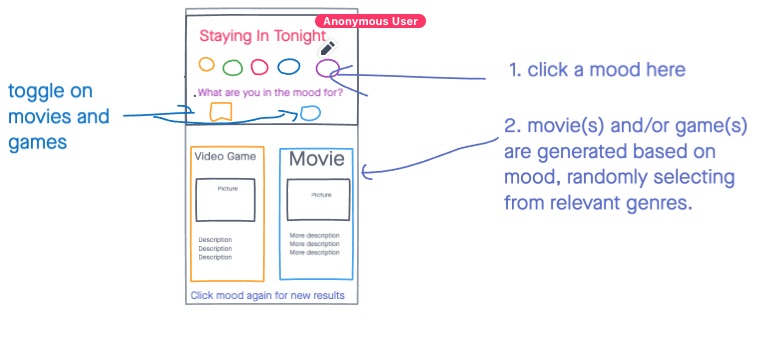 Anonymous User
Staying In Tonight
What are you in the mood for?
toggle on
movies and
games
1. click a mood here
2. movie(s) and/or game(s)
are generated based on
mood, randomly selecting
from relevant genres.
Video Game
Picture
Description
Description
Description
Movie
Picture
More description
More description
More description
Click mood again for new results